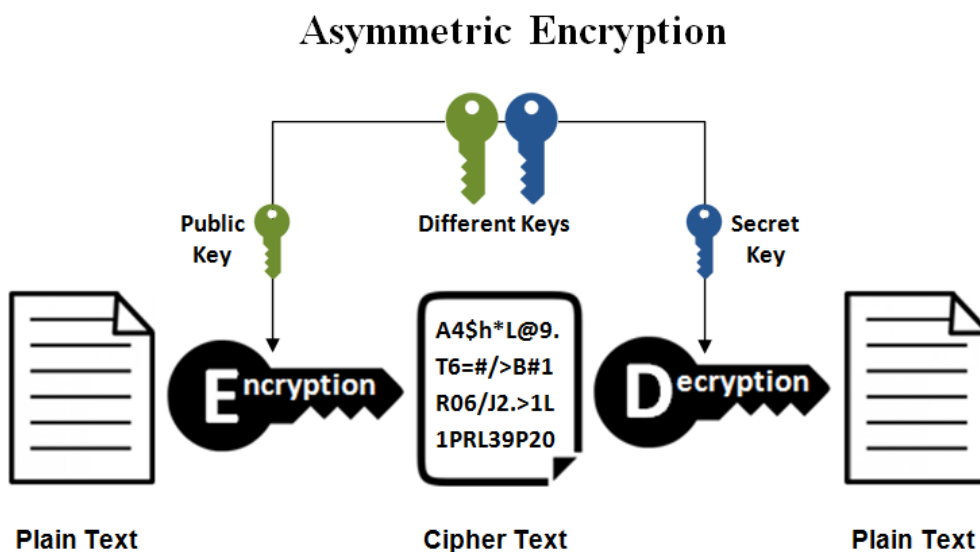 Asymmetric Encryption
Public
Key
Different Keys
Secret
Key
Encryption
A4$h*L@9.
T6=#/>B#1
R06/J2.>1L
1PRL39P20
Decryption
Plain Text
Cipher Text
Plain Text